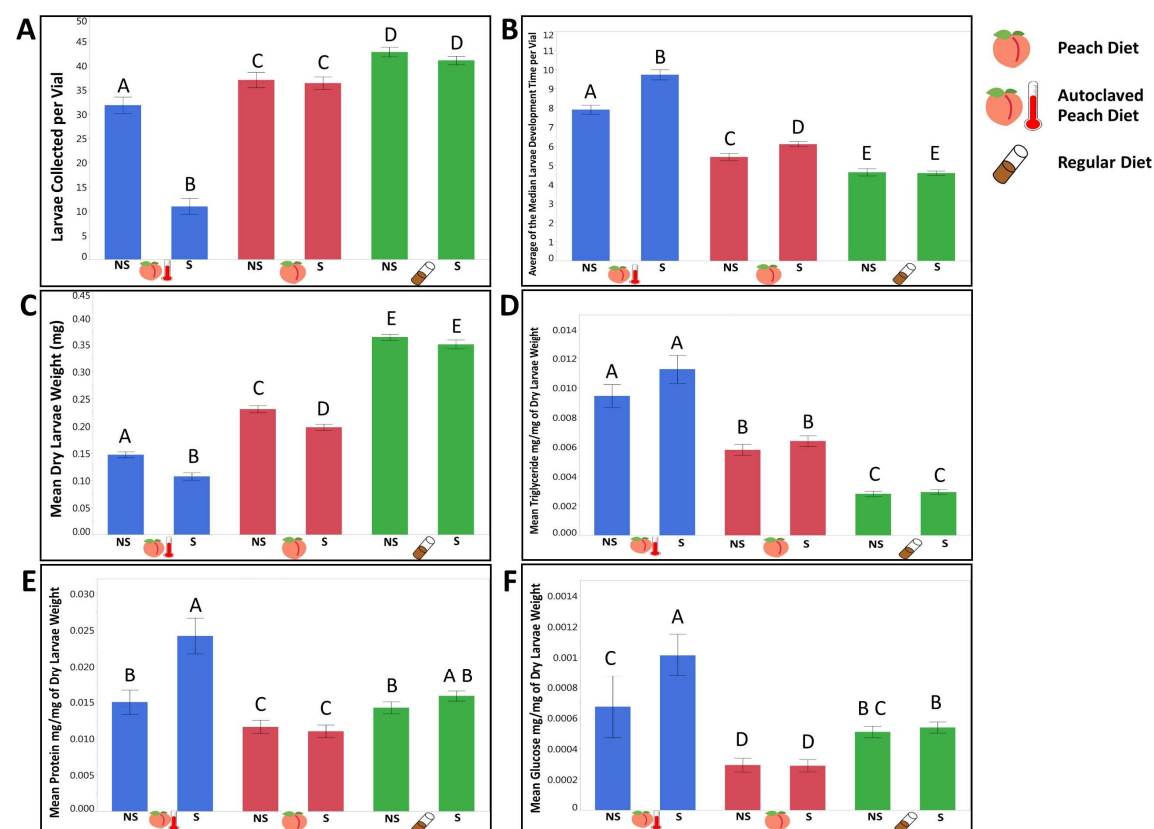 A
Larvae Collected per Vial
50
45
40
35
30
25
20
15
10
5
0
A
B
C
C
D
D
NS
S
NS
S
NS
S
B
Average of the Median Larvae Development Time per Vial
12
11
10
9
8
7
6
5
4
3
2
1
0
A
B
C
D
E
E
NS
S
NS
S
NS
S
Peach Diet
Autoclaved
Peach Diet
Regular Diet
C
Mean Dry Larvae Weight (mg)
0.45
0.40
0.35
0.30
0.25
0.20
0.15
0.10
0.05
0.00
A
B
C
D
E
E
NS
S
NS
S
NS
S
D
Mean Triglyceride mg/mg of Dry Larvae Weight
0.014
0.012
0.010
0.008
0.006
0.004
0.002
0.000
A
A
B
B
C
C
NS
S
NS
S
NS
S
E
Mean Protein mg/mg of Dry Larvae Weight
0.030
0.025
0.020
0.015
0.010
0.005
0.000
B
A
C
C
B
A B
NS
S
NS
S
NS
S
F
Mean Glucose mg/mg of Dry Larvae Weight
0.0014
0.0012
0.001
0.0008
0.0006
0.0004
0.0002
0
C
A
D
D
B C
B
NS
S
NS
S
NS
S